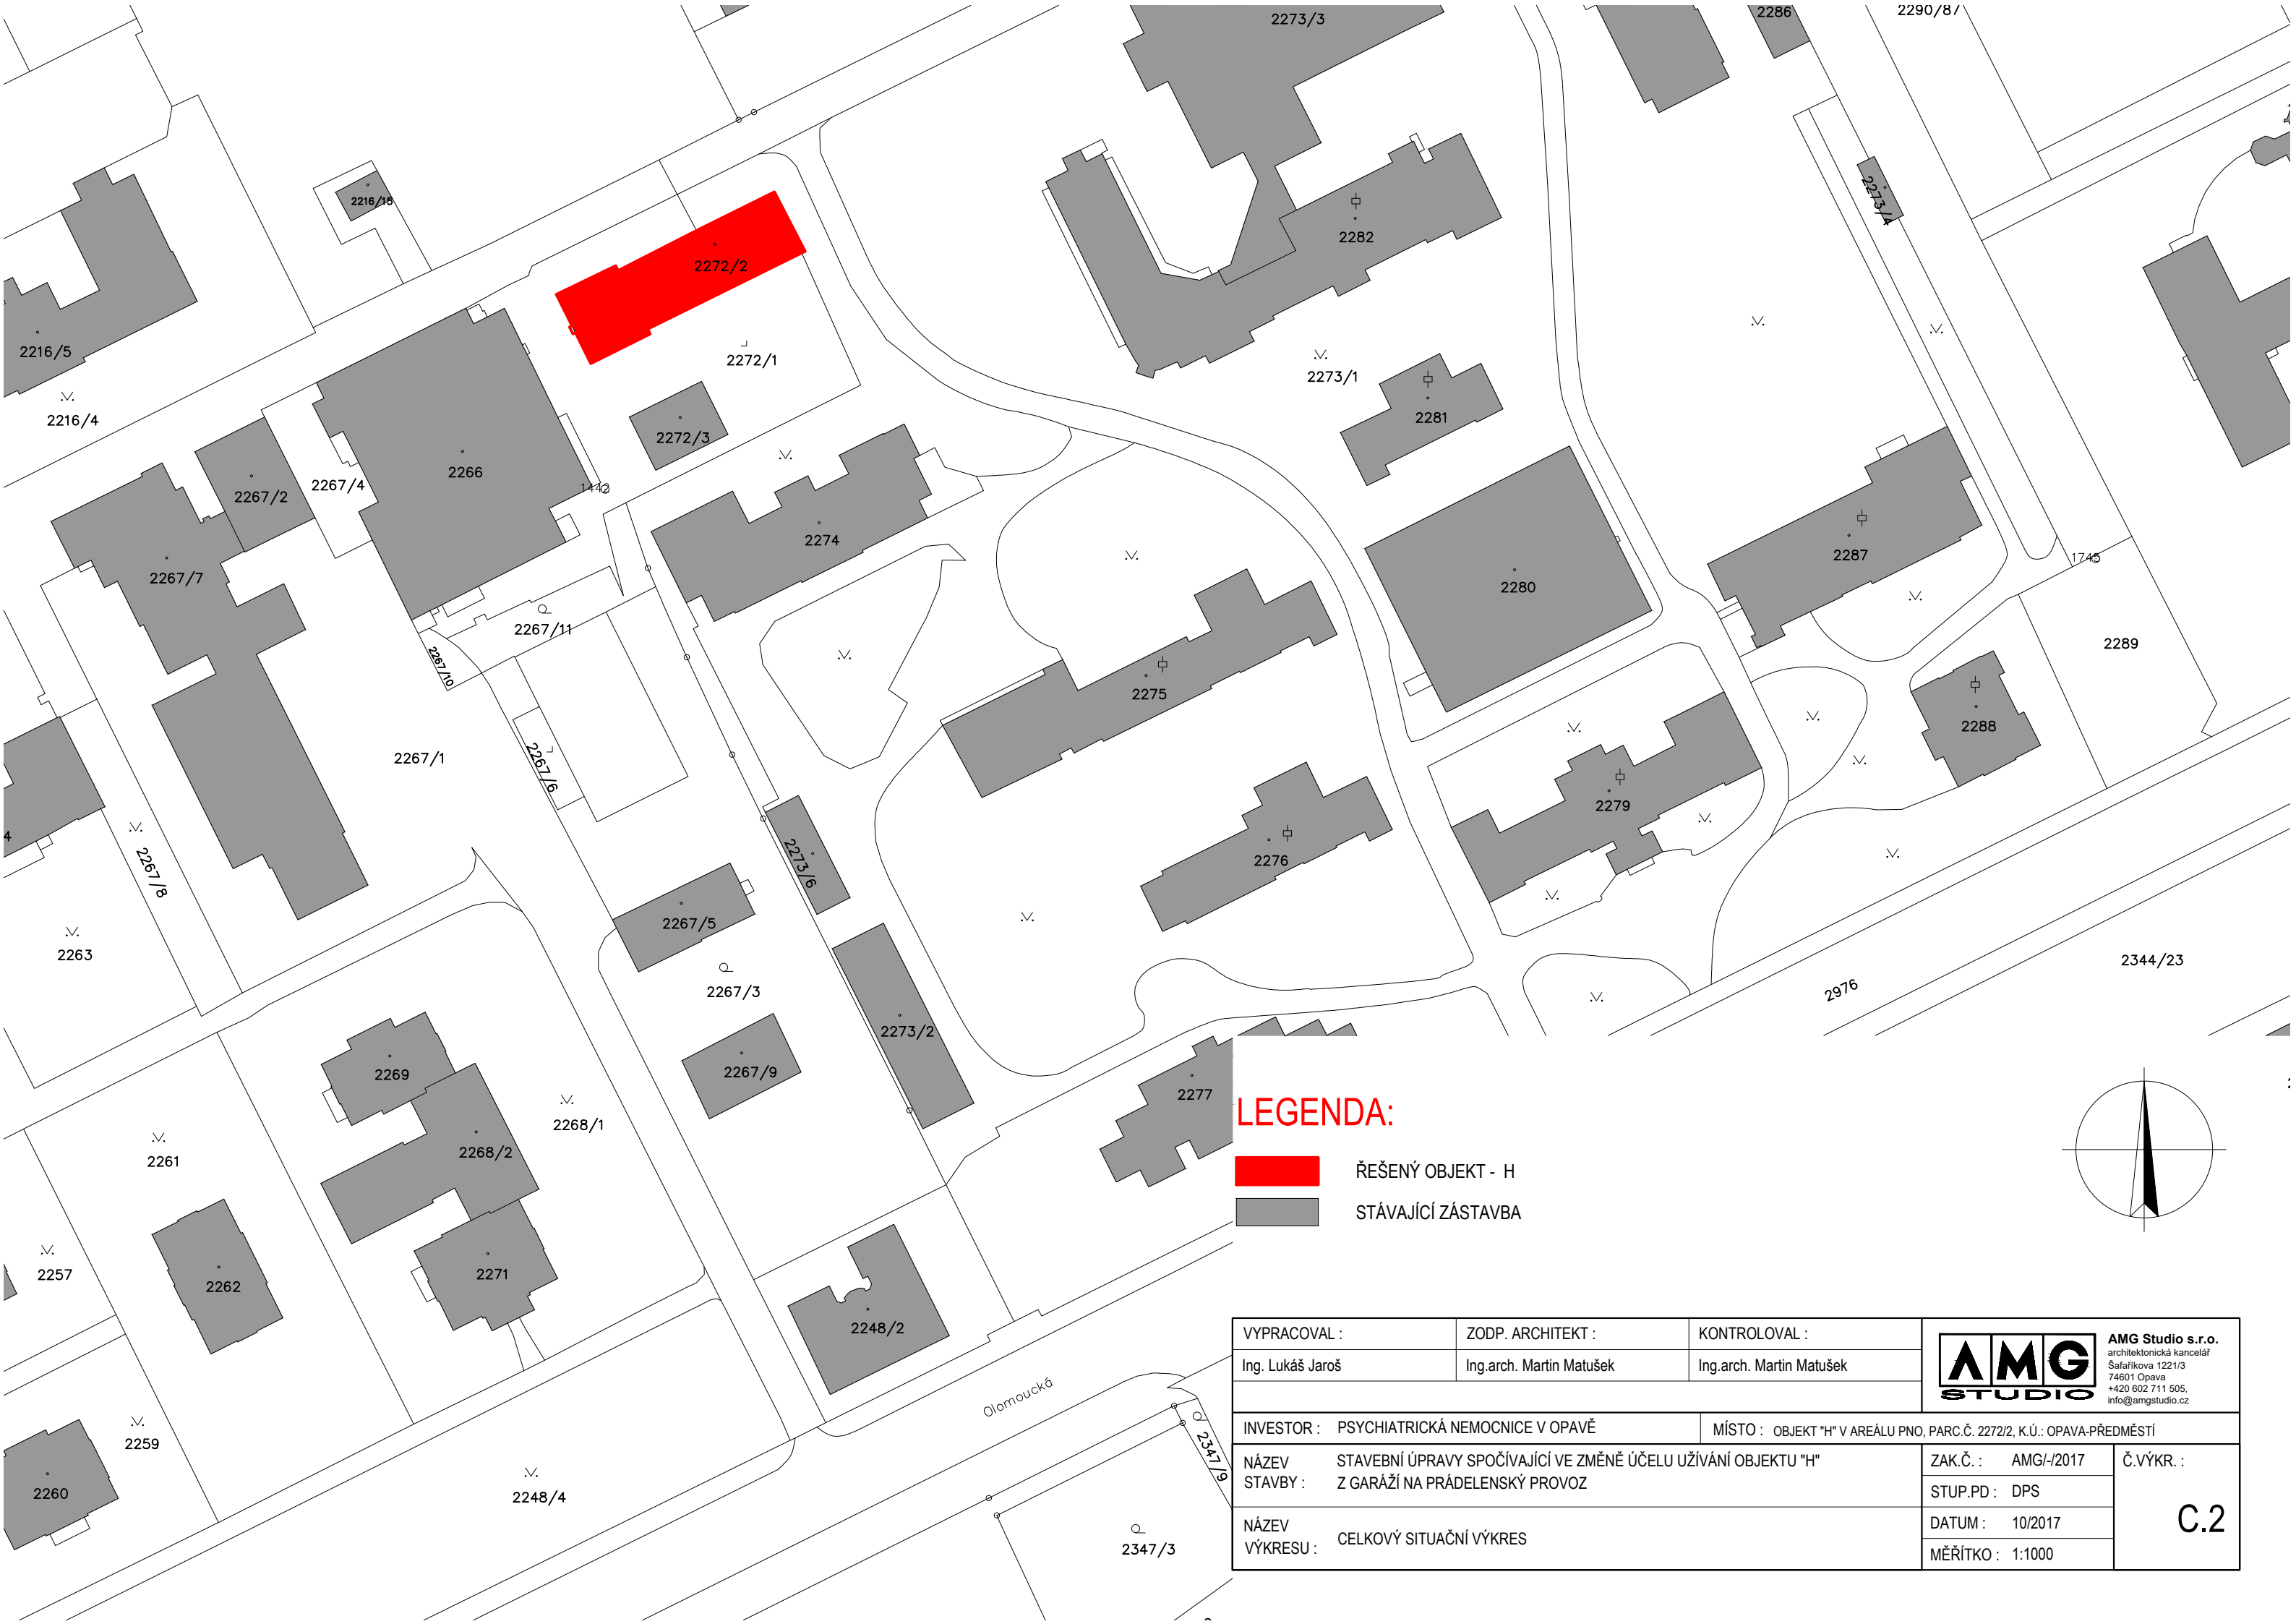 2273/3
2286
2290/87
2216/18
2273/4
2282
2272/2
2216/5
2272/1
2273/1
2216/4
2281
2272/3
2266
2267/4
2267/2
1442
2274
2287
1745
2267/7
2280
2267/11
2289
2267/10
2275
2288
2267/1
2267/6
2279
4
2276
2267/8
2273/6
2267/5
2263
2344/23
2976
2267/3
2273/2
2267/9
2269
2277
2268/1
2268/2
2261
2257
2262
2271
2248/2
Olomoucká
2259
2347/9
2260
2248/4
2347/3
LEGENDA:
ŘEŠENÝ OBJEKT - H
STÁVAJÍCÍ ZÁSTAVBA
VYPRACOVAL :
ZODP. ARCHITEKT :
KONTROLOVAL :
Ing. Lukáš Jaroš
Ing.arch. Martin Matušek
Ing.arch. Martin Matušek
AMG
STUDIO
AMG Studio s.r.o.
architektonická kancelář
Šafaříkova 1221/3
74601 Opava
+420 602 711 505,
info@amgstudio.cz
INVESTOR : PSYCHIATRICKÁ NEMOCNICE V OPAVĚ
MÍSTO : OBJEKT "H" V AREÁLU PNO, PARC.Č. 2272/2, K.Ú.: OPAVA-PŘEDMĚSTÍ
NÁZEV STAVEBNÍ ÚPRAVY SPOČÍVAJÍCÍ VE ZMĚNĚ ÚČELU UŽÍVÁNÍ OBJEKTU "H"
STAVBY : Z GARÁŽÍ NA PRÁDELENSKÝ PROVOZ
NÁZEV
VÝKRESU : CELKOVÝ SITUAČNÍ VÝKRES
ZAK.Č. : AMG/-/2017
STUP.PD : DPS
DATUM : 10/2017
MĚŘÍTKO : 1:1000
Č.VÝKR. :
C.2